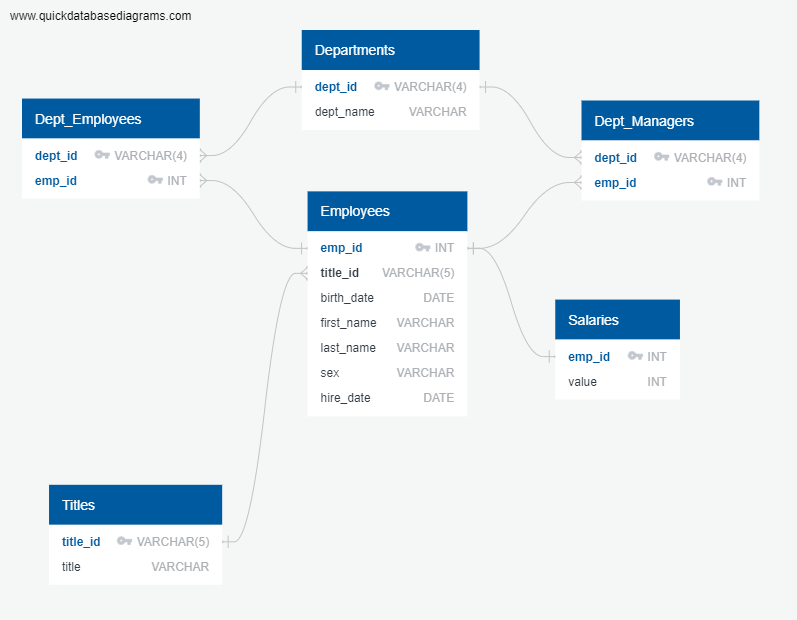 www.quickdatabasediagrams.com
Departments
dept_id VARCHAR(4)
dept_name VARCHAR
Dept_Employees
dept_id VARCHAR(4)
emp_id INT
Dept_Managers
dept_id VARCHAR(4)
emp_id INT
Employees
emp_id INT
title_id VARCHAR(5)
birth_date DATE
first_name VARCHAR
last_name VARCHAR
sex VARCHAR
hire_date DATE
Salaries
emp_id INT
value INT
Titles
title_id VARCHAR(5)
title VARCHAR